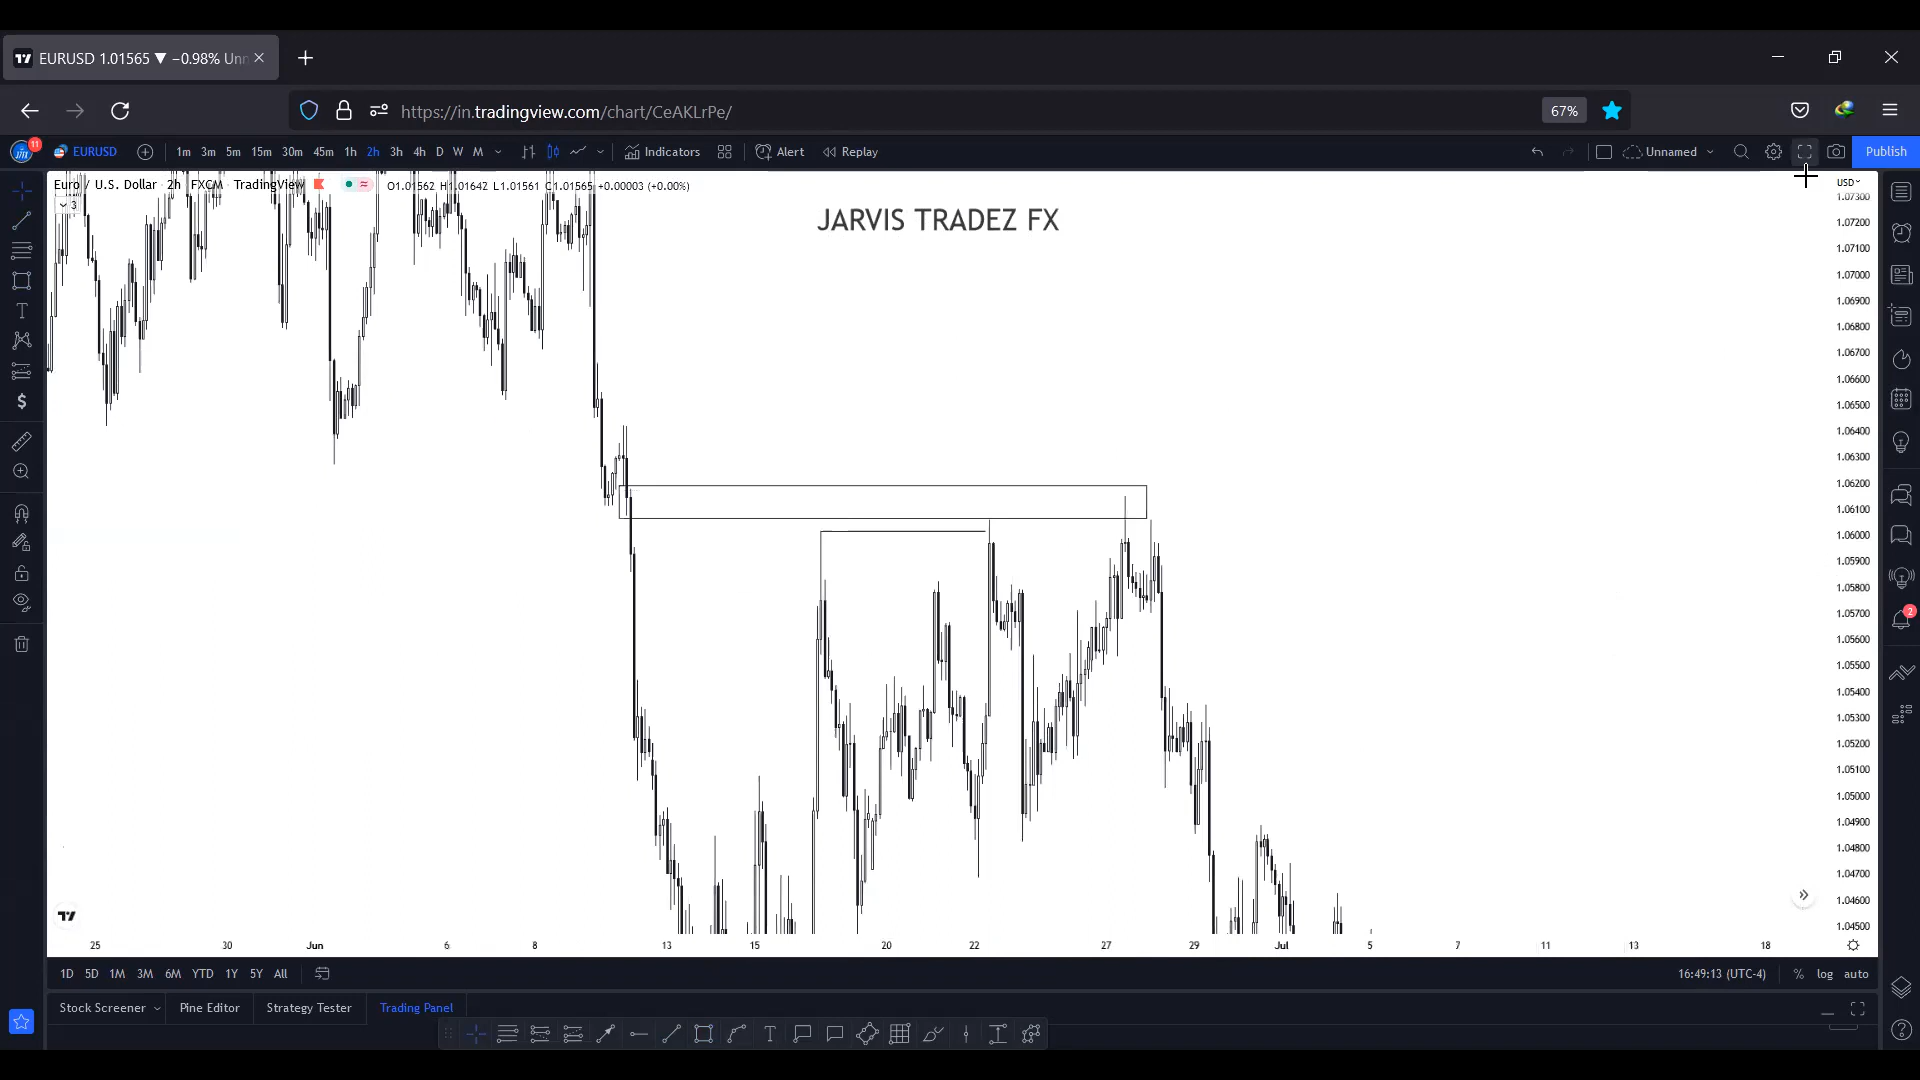 EURUSD 1.01565 ▼ −0.98% Unn
https://in.tradingview.com/chart/CeAKLrPe/
67%
11
EURUSD
1m 3m 5m 15m 30m 45m 1h 2h 3h 4h D W M
Indicators
Alert
Replay
Unnamed
Publish
Euro / U.S. Dollar 2h FXCM TradingView
O1.01562 H1.01642 L1.01561 C1.01565 +0.00003 (+0.00%)
3
JARVIS TRADEZ FX
USD
1.07300
1.07200
1.07100
1.07000
1.06900
1.06800
1.06700
1.06600
1.06500
1.06400
1.06300
1.06200
1.06100
1.06000
1.05900
1.05800
1.05700
1.05600
1.05500
1.05400
1.05300
1.05200
1.05100
1.05000
1.04900
1.04800
1.04700
1.04600
1.04500
2
25 30 Jun 6 8 13 15 20 22 27 29 Jul 5 7 11 13 18
1D 5D 1M 3M 6M YTD 1Y 5Y All
16:49:13 (UTC-4)
% log auto
Stock Screener
Pine Editor
Strategy Tester
Trading Panel